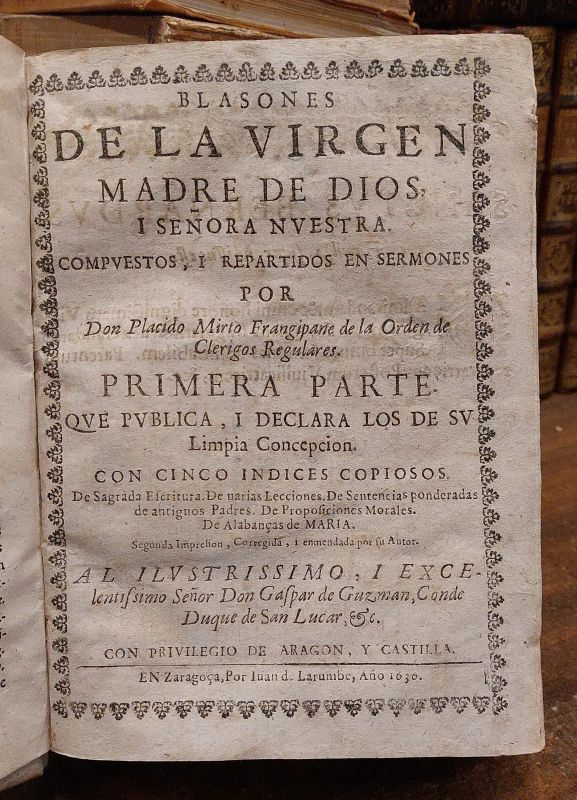 BLASONES
DE LA VIRGEN
MADRE DE DIOS,
I SEÑORA NVESTRA.
COMPVESTOS, I REPARTIDOS EN SERMONES
POR
Don Placido Mirto Frangipane de la Orden de
Clerigos Regulares.
PRIMERA PARTE.
QVE PVBLICA, I DECLARA LOS DE SV
Limpia Concepcion.
CON CINCO INDICES COPIOSOS.
De Sagrada Escritura. De uarias Lecciones. De Sentencias ponderadas
de antiguos Padres. De Proposiciones Morales.
De Alabanças de MARIA.
Segunda Impresion, Corregida, i enmendada por su Autor.
AL ILVSTRISSIMO, I EXCE-
lentissimo Señor Don Gaspar de Guzman, Conde
Duque de San Lucar, &c.
CON PRIVILEGIO DE ARAGON, Y CASTILLA.
EN Zaragoça, Por Iuan de Larumbe, Año 1636.